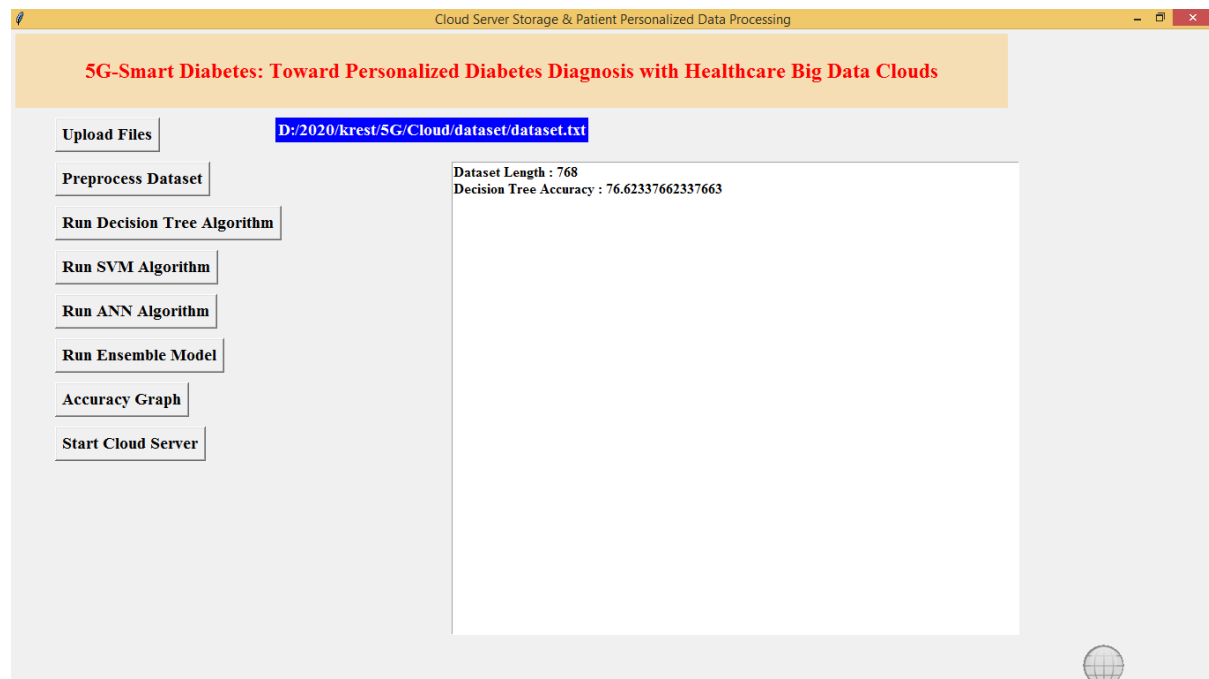 Cloud Server Storage & Patient Personalized Data Processing
5G-Smart Diabetes: Toward Personalized Diabetes Diagnosis with Healthcare Big Data Clouds
Upload Files
D:/2020/krest/5G/Cloud/dataset/dataset.txt
Preprocess Dataset
Dataset Length : 768
Decision Tree Accuracy : 76.62337662337663
Run Decision Tree Algorithm
Run SVM Algorithm
Run ANN Algorithm
Run Ensemble Model
Accuracy Graph
Start Cloud Server